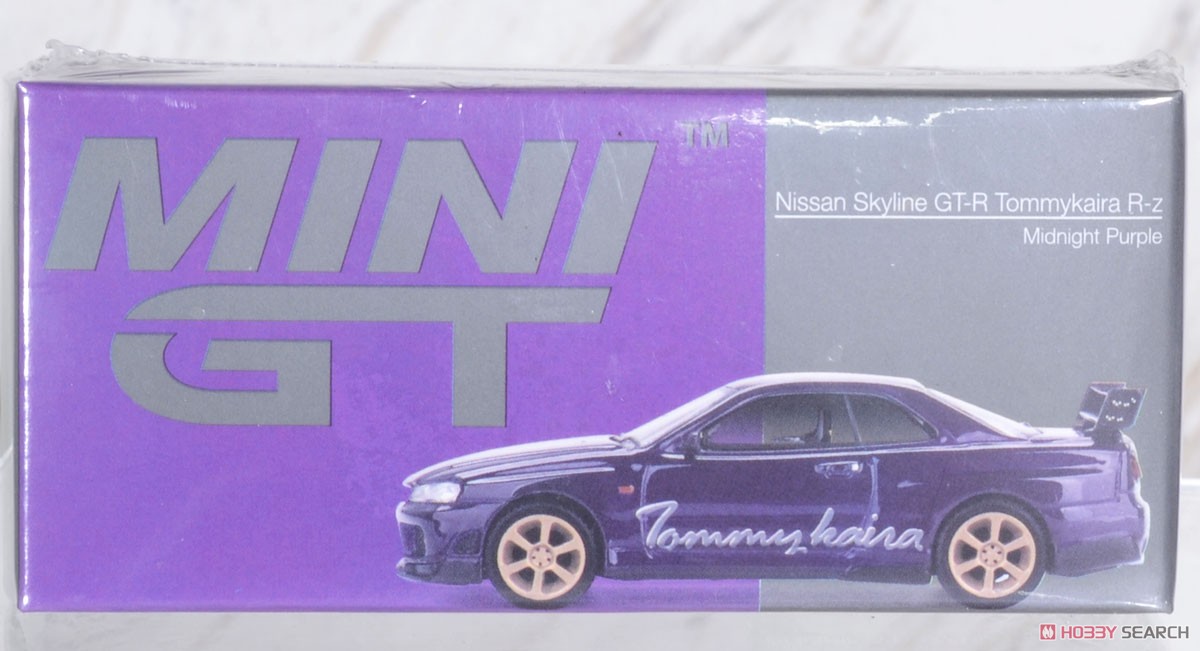 MINI
GT
TM
Nissan Skyline GT-R Tommykaira R-z
Midnight Purple
Tommykaira
HOBBY SEARCH